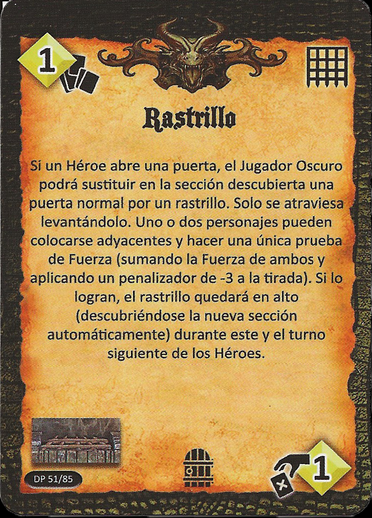 1
Rastrillo
Si un Héroe abre una puerta, el Jugador Oscuro
podrá sustituir en la sección descubierta una
puerta normal por un rastrillo. Solo se atraviesa
levantándolo. Uno o dos personajes pueden
colocarse adyacentes y hacer una única prueba
de Fuerza (sumando la Fuerza de ambos y
aplicando un penalizador de -3 a la tirada). Si lo
logran, el rastrillo quedará en alto
(descubriéndose la nueva sección
automáticamente) durante este y el turno
siguiente de los Héroes.
DP 51/85
1